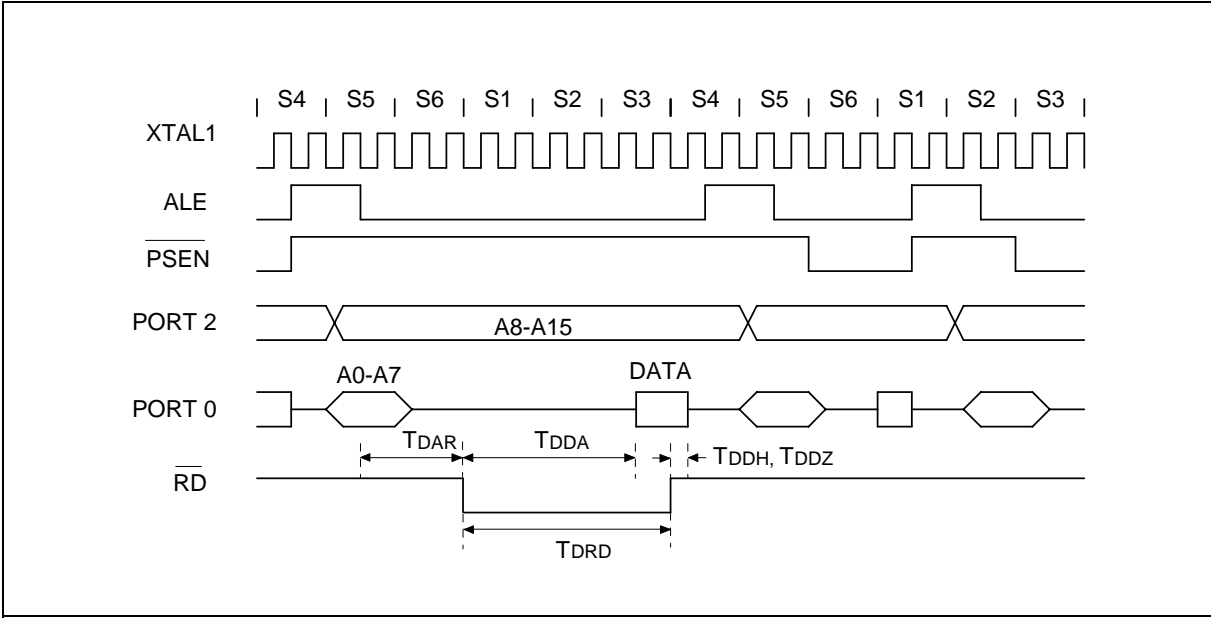 S4 S5 S6 S1 S2 S3 S4 S5 S6 S1 S2 S3
XTAL1
ALE
PSEN
PORT 2
A8-A15
A0-A7
DATA
PORT 0
TDAR
TDDA
TDDH, TDDZ
RD
TDRD